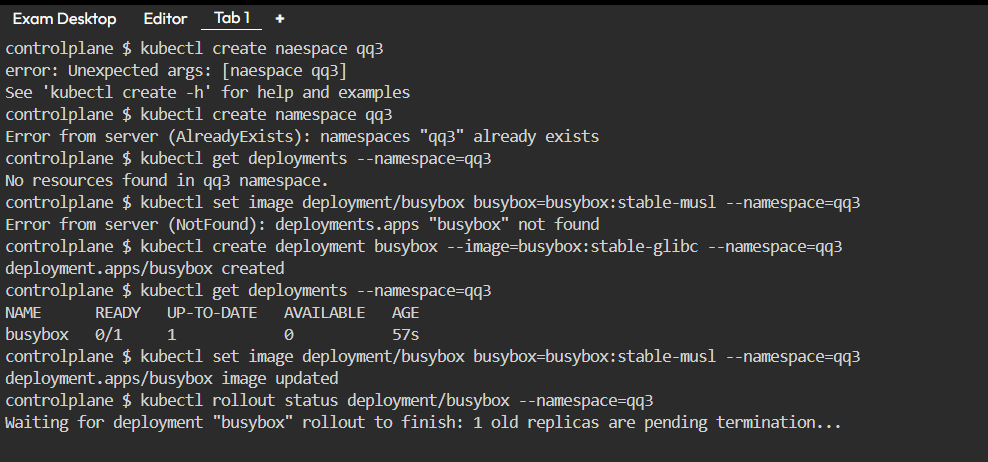 Exam Desktop Editor Tab 1 +
controlplane $ kubectl create naespace qq3
error: Unexpected args: [naespace qq3]
See 'kubectl create -h' for help and examples
controlplane $ kubectl create namespace qq3
Error from server (AlreadyExists): namespaces "qq3" already exists
controlplane $ kubectl get deployments --namespace=qq3
No resources found in qq3 namespace.
controlplane $ kubectl set image deployment/busybox busybox=busybox:stable-musl --namespace=qq3
Error from server (NotFound): deployments.apps "busybox" not found
controlplane $ kubectl create deployment busybox --image=busybox:stable-glibc --namespace=qq3
deployment.apps/busybox created
controlplane $ kubectl get deployments --namespace=qq3
NAME READY UP-TO-DATE AVAILABLE AGE
busybox 0/1 1 0 57s
controlplane $ kubectl set image deployment/busybox busybox=busybox:stable-musl --namespace=qq3
deployment.apps/busybox image updated
controlplane $ kubectl rollout status deployment/busybox --namespace=qq3
Waiting for deployment "busybox" rollout to finish: 1 old replicas are pending termination...